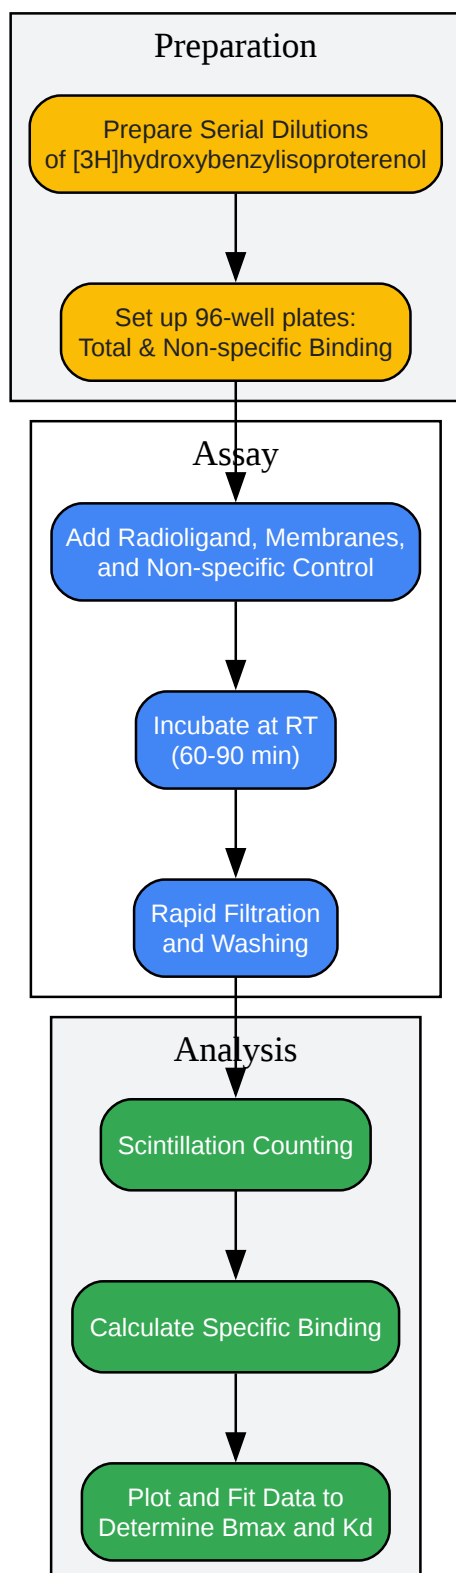 Preparation
Prepare Serial Dilutions
of [3H]hydroxybenzylisoproterenol
Set up 96-well plates:
Total & Non-specific Binding
Assay
Add Radioligand, Membranes,
and Non-specific Control
Incubate at RT
(60-90 min)
Rapid Filtration
and Washing
Analysis
Scintillation Counting
Calculate Specific Binding
Plot and Fit Data to
Determine Bmax and Kd